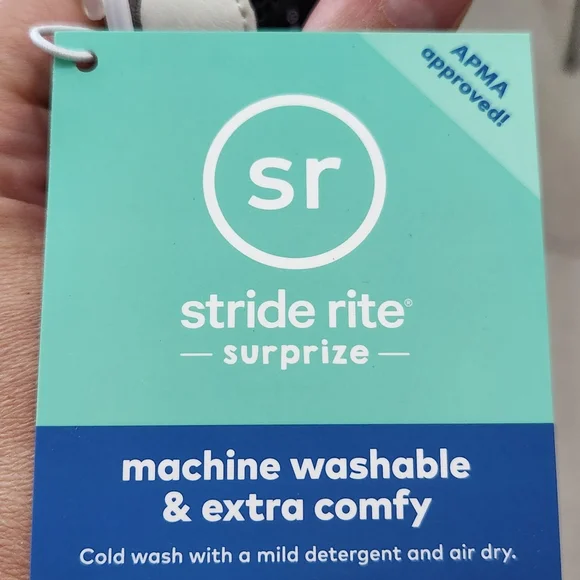 APMA
approved!
sr
stride rite®
— surprize —
machine washable
& extra comfy
Cold wash with a mild detergent and air dry.